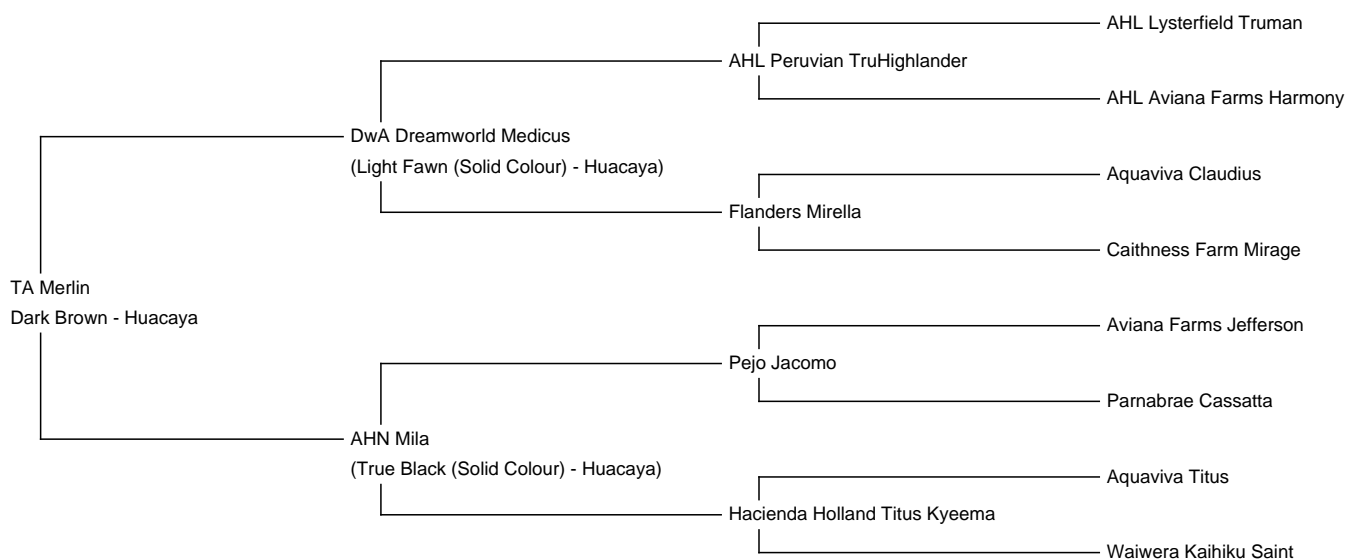 AHL Lysterfield Truman
AHL Peruvian TruHighlander
AHL Aviana Farms Harmony
DwA Dreamworld Medicus
(Light Fawn (Solid Colour) - Huacaya)
Aquaviva Claudius
Flanders Mirella
Caithness Farm Mirage
TA Merlin
Dark Brown - Huacaya
Aviana Farms Jefferson
Pejo Jacomo
Parnabrae Cassatta
AHN Mila
(True Black (Solid Colour) - Huacaya)
Aquaviva Titus
Hacienda Holland Titus Kyeema
Waiwera Kaihiku Saint